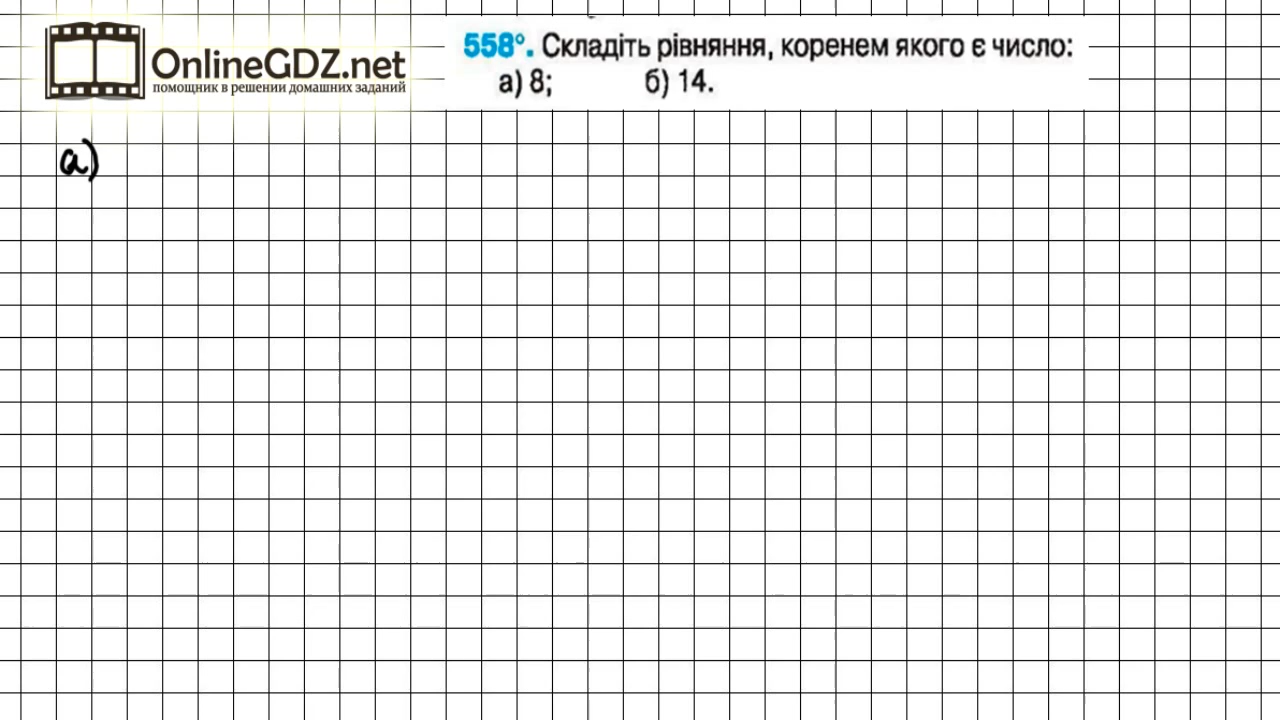 OnlineGDZ.net
помощник в решении домашних заданий
558°. Складіть рівняння, коренем якого є число:
а) 8; б) 14.
а)